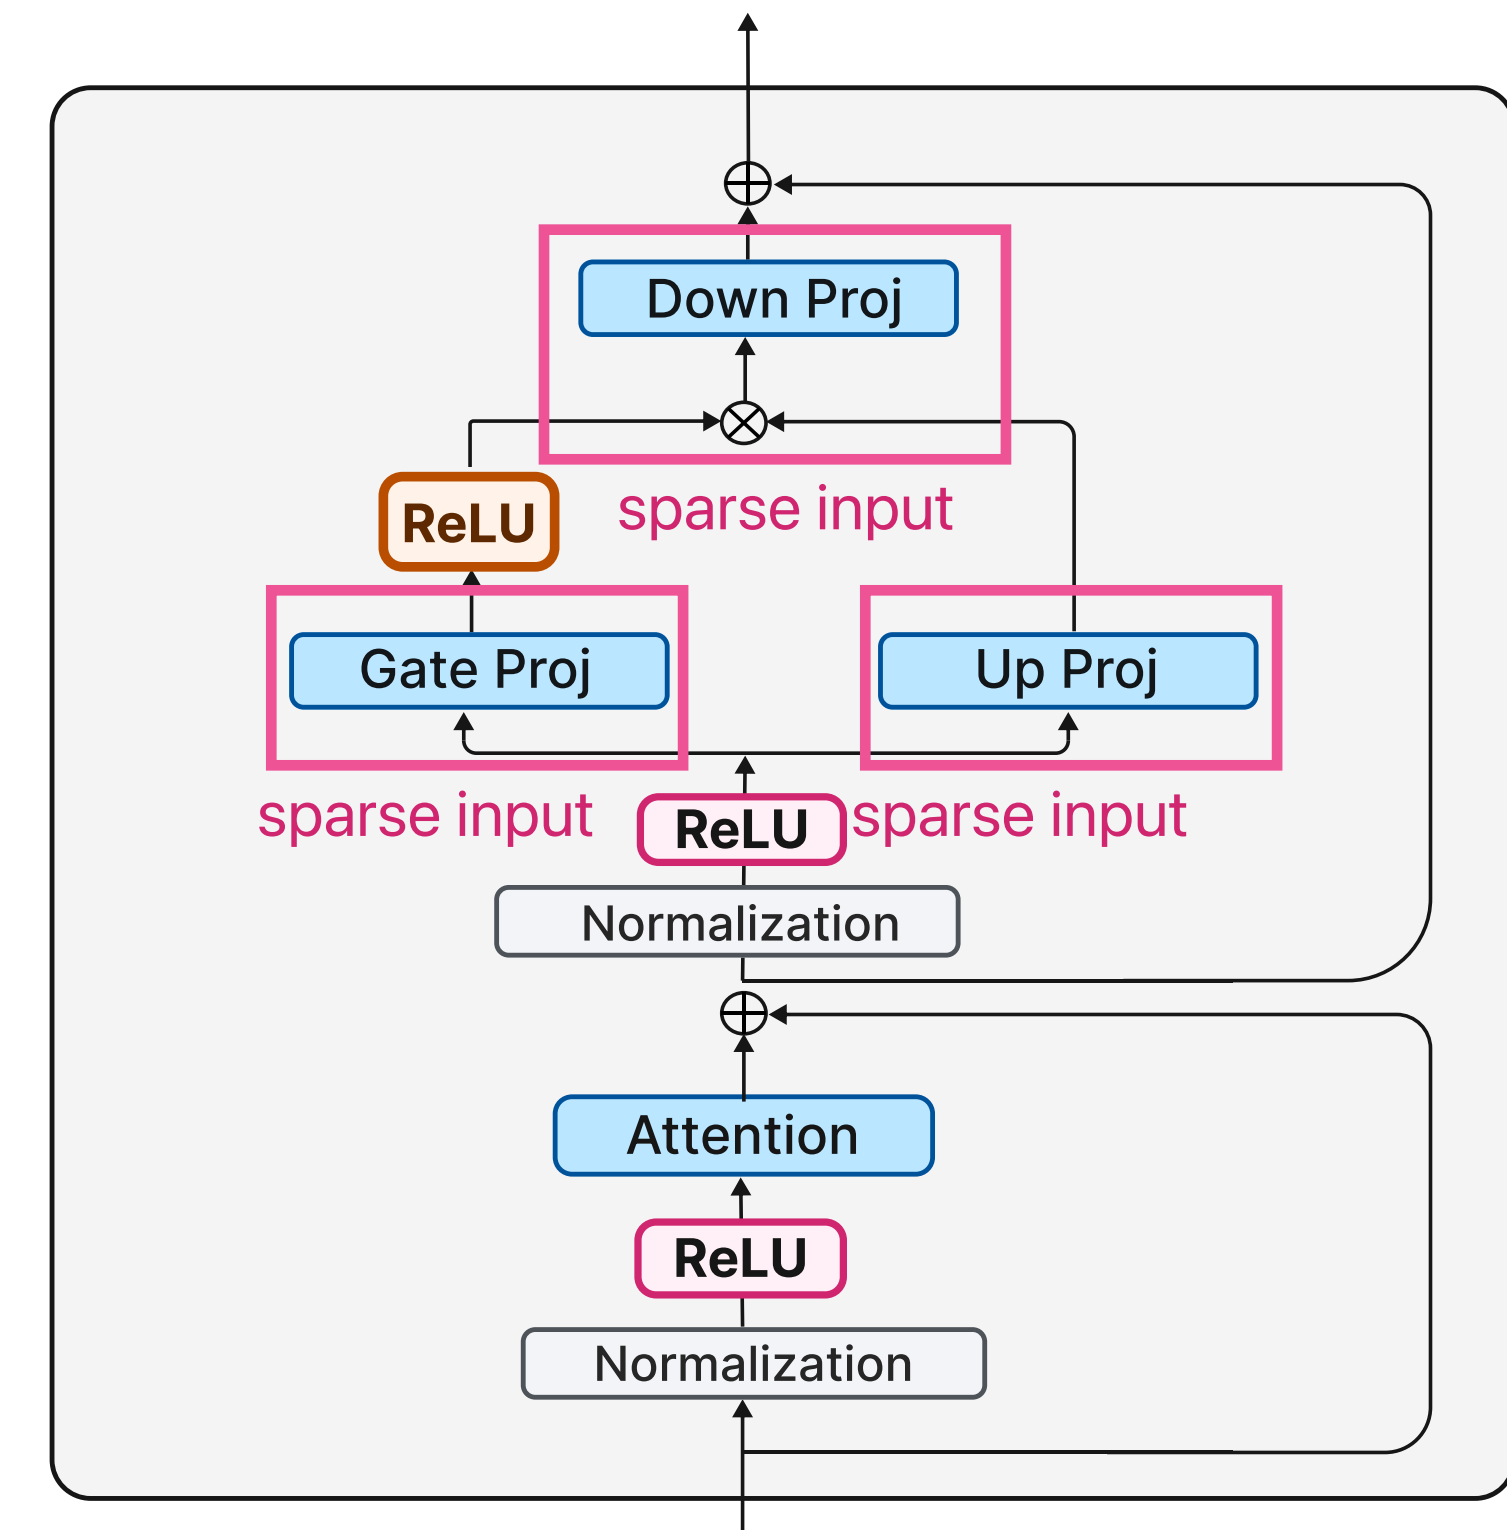 Down Proj
ReLU
sparse input
Gate Proj
Up Proj
sparse input
ReLU
sparse input
Normalization
Attention
ReLU
Normalization